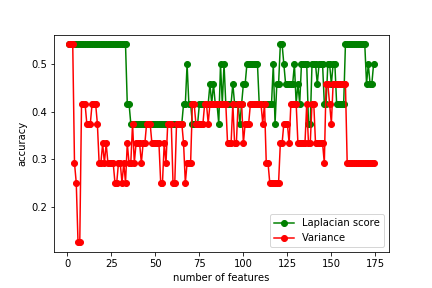 0.5
0.4
0.3
0.2
accuracy
0 25 50 75 100 125 150 175
number of features
Laplacian score
Variance